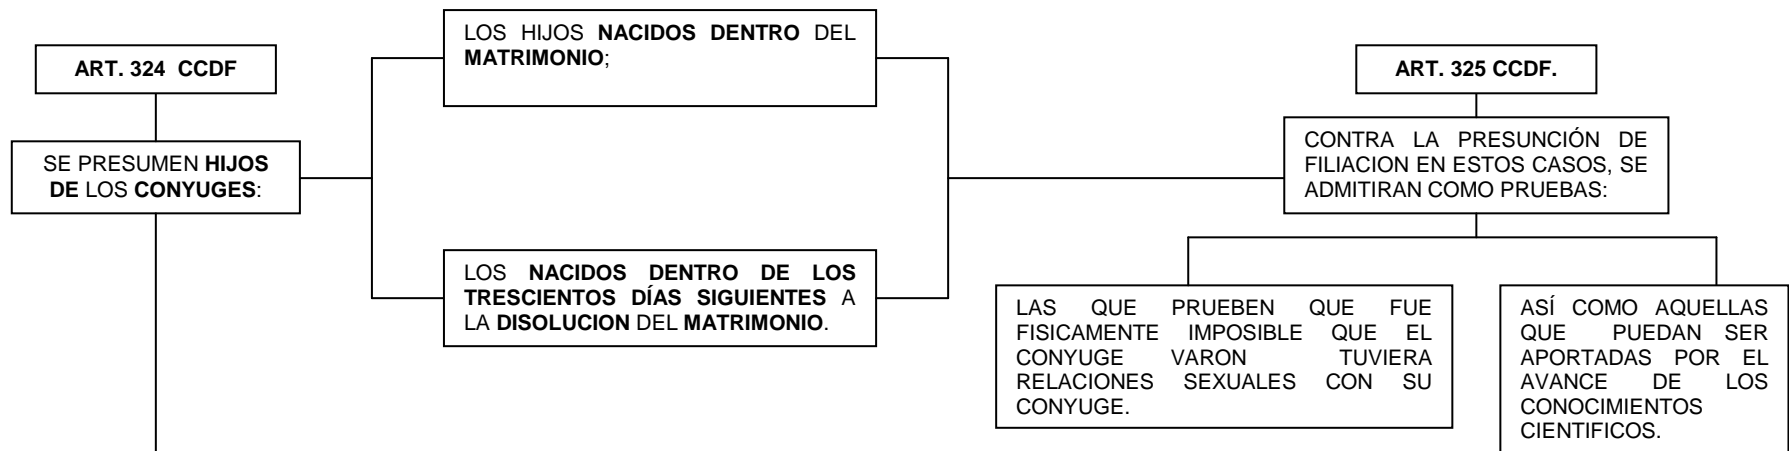 ART. 324 CCDF
SE PRESUMEN HIJOS
DE LOS CONYUGES:
LOS HIJOS NACIDOS DENTRO DEL
MATRIMONIO;
LOS NACIDOS DENTRO DE LOS
TRESCIENTOS DÍAS SIGUIENTES A
LA DISOLUCION DEL MATRIMONIO.
ART. 325 CCDF.
CONTRA LA PRESUNCIÓN DE
FILIACION EN ESTOS CASOS, SE
ADMITIRAN COMO PRUEBAS:
LAS QUE PRUEBEN QUE FUE
FISICAMENTE IMPOSIBLE QUE EL
CONYUGE VARON TUVIERA
RELACIONES SEXUALES CON SU
CONYUGE.
ASÍ COMO AQUELLAS
QUE PUEDAN SER
APORTADAS POR EL
AVANCE DE LOS
CONOCIMIENTOS
CIENTIFICOS.